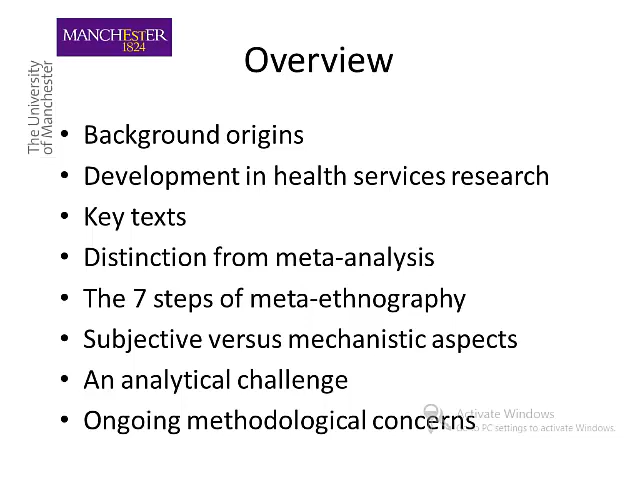 MANCHESTER
1824
The University
of Manchester
Overview
• Background origins
• Development in health services research
• Key texts
• Distinction from meta-analysis
• The 7 steps of meta-ethnography
• Subjective versus mechanistic aspects
• An analytical challenge
• Ongoing methodological concerns
Activate Windows
to PC settings to activate Windows.